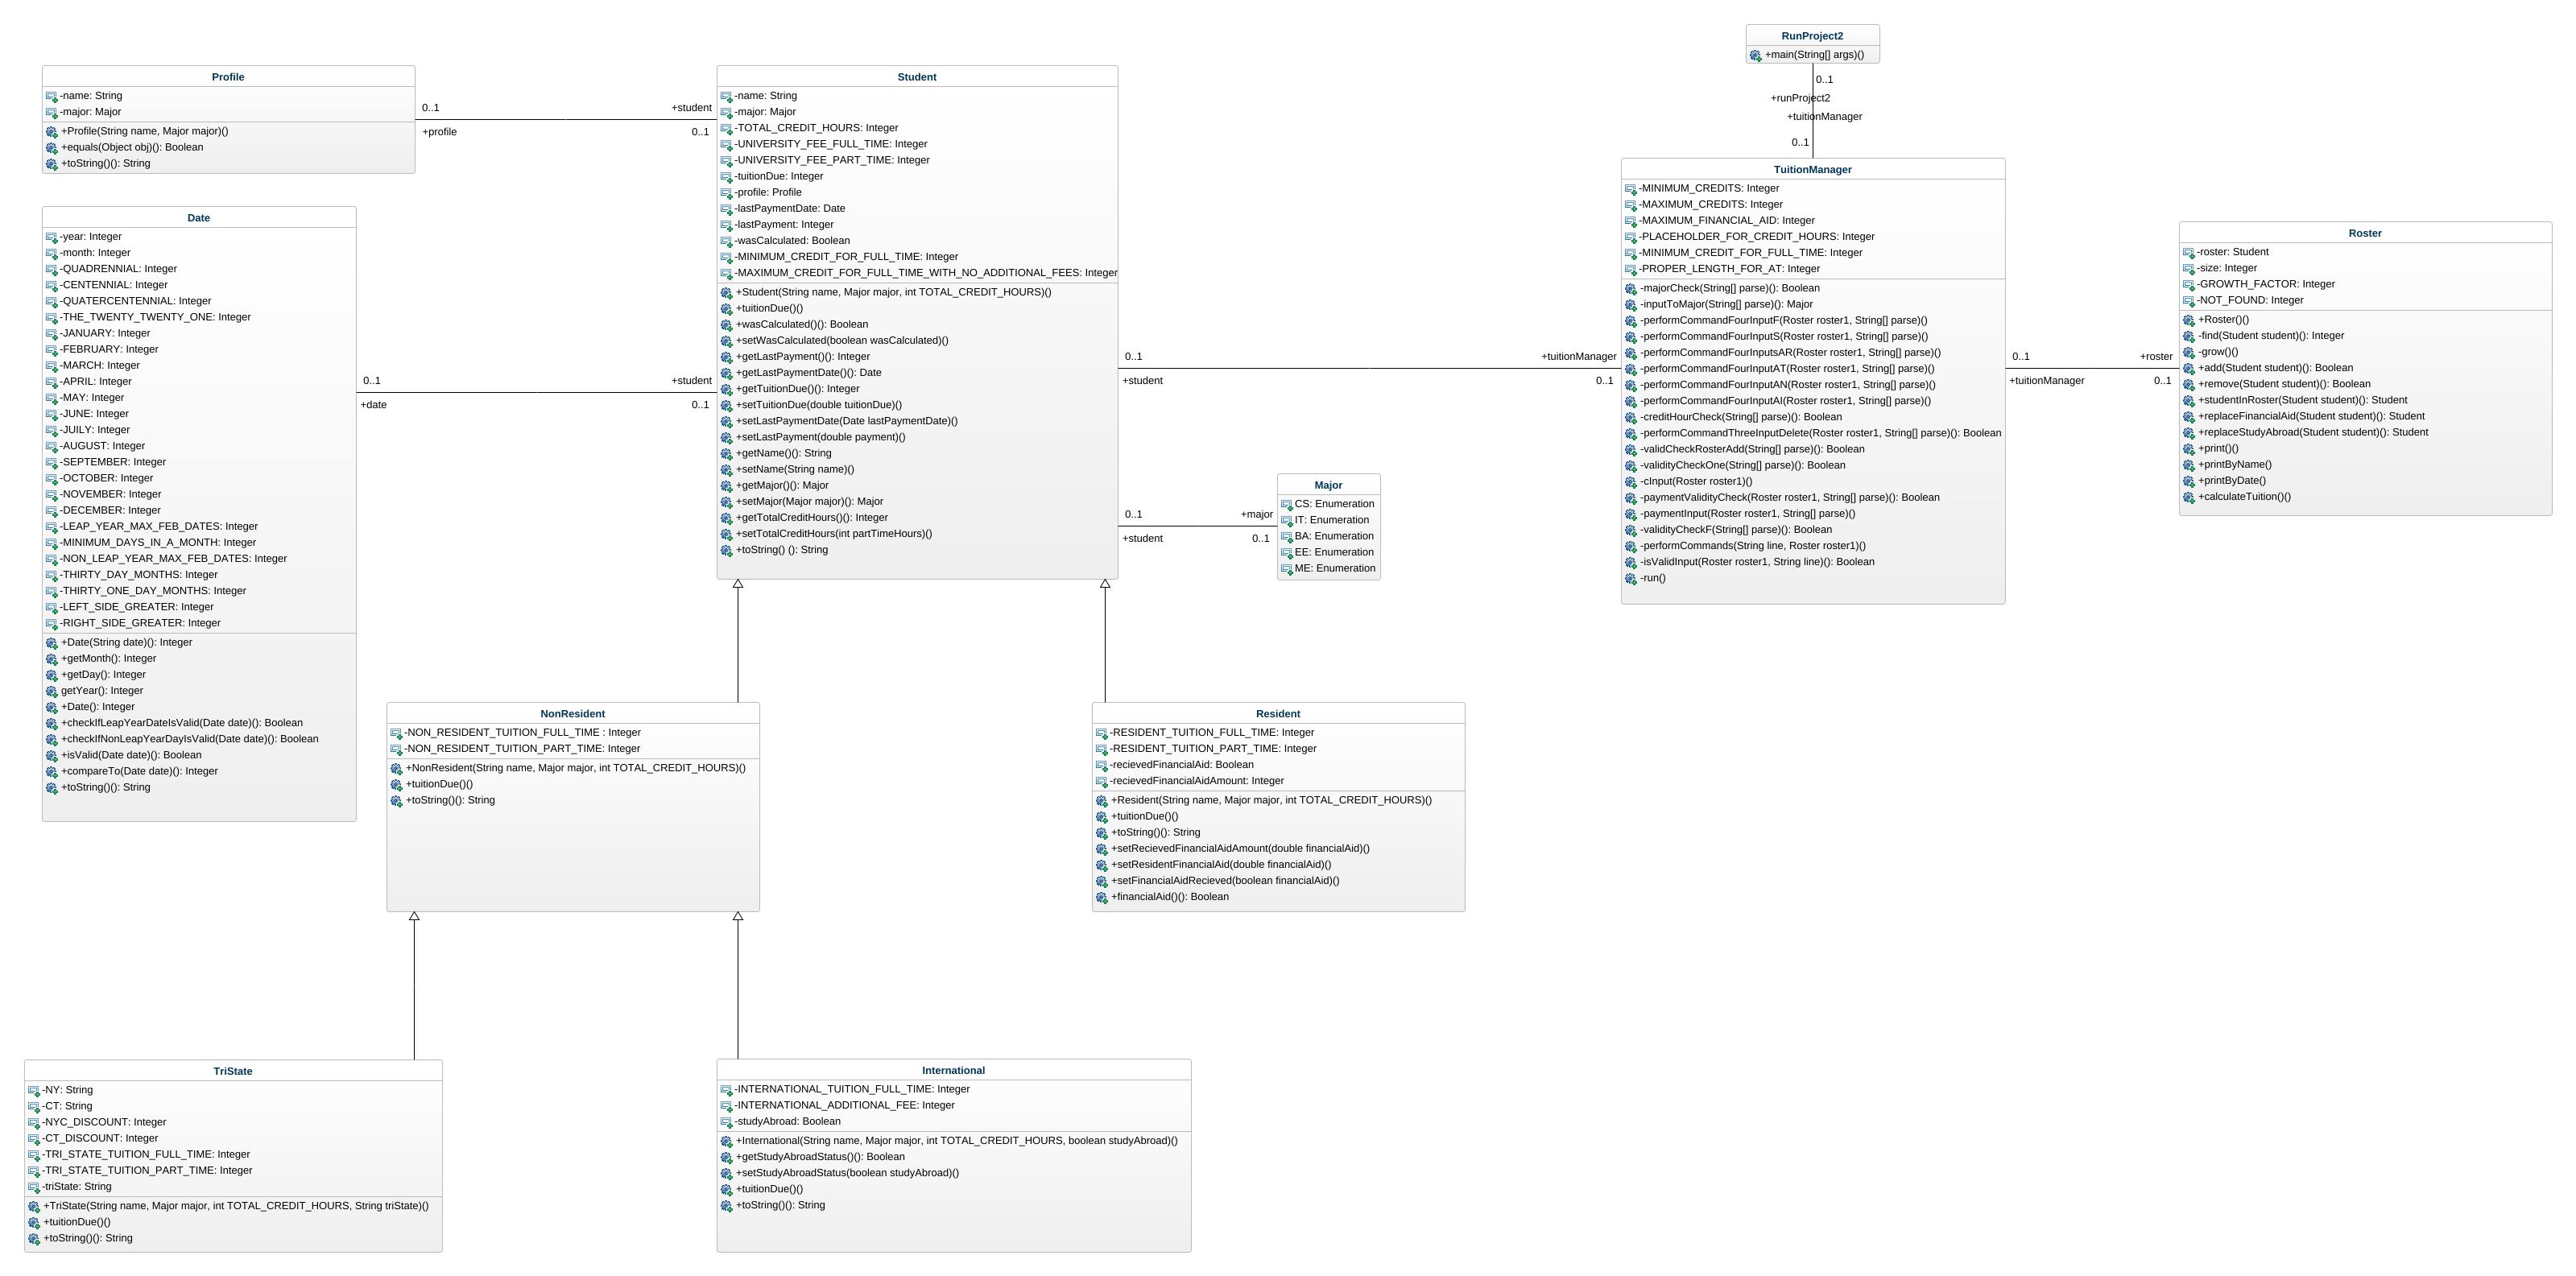 RunProject2
+main(String[] args)()
0..1
+runProject2
+tuitionManager
0..1
Profile
-name: String
-major: Major
+Profile(String name, Major major)()
+equals(Object obj)(): Boolean
+toString()(): String
0..1
+student
+profile
0..1
Student
-name: String
-major: Major
-TOTAL_CREDIT_HOURS: Integer
-UNIVERSITY_FEE_FULL_TIME: Integer
-UNIVERSITY_FEE_PART_TIME: Integer
-tuitionDue: Integer
-profile: Profile
-lastPaymentDate: Date
-lastPayment: Integer
-wasCalculated: Boolean
-MINIMUM_CREDIT_FOR_FULL_TIME: Integer
-MAXIMUM_CREDIT_FOR_FULL_TIME_WITH_NO_ADDITIONAL_FEES: Integer
+Student(String name, Major major, int TOTAL_CREDIT_HOURS)()
+tuitionDue()()
+wasCalculated()(): Boolean
+setWasCalculated(boolean wasCalculated)()
+getLastPayment()(): Integer
+getLastPaymentDate()(): Date
+getTuitionDue()(): Integer
+setTuitionDue(double tuitionDue)()
+setLastPaymentDate(Date lastPaymentDate)()
+setLastPayment(double payment)()
+getName()(): String
+setName(String name)()
+getMajor()(): Major
+setMajor(Major major)(): Major
+getTotalCreditHours()(): Integer
+setTotalCreditHours(int partTimeHours)()
+toString() (): String
TuitionManager
-MINIMUM_CREDITS: Integer
-MAXIMUM_CREDITS: Integer
-MAXIMUM_FINANCIAL_AID: Integer
-PLACEHOLDER_FOR_CREDIT_HOURS: Integer
-MINIMUM_CREDIT_FOR_FULL_TIME: Integer
-PROPER_LENGTH_FOR_AT: Integer
-majorCheck(String[] parse)(): Boolean
-inputToMajor(String[] parse)(): Major
-performCommandFourInputF(Roster roster1, String[] parse)()
-performCommandFourInputS(Roster roster1, String[] parse)()
-performCommandFourInputsAR(Roster roster1, String[] parse)()
-performCommandFourInputAT(Roster roster1, String[] parse)()
-performCommandFourInputAN(Roster roster1, String[] parse)()
-performCommandFourInputAI(Roster roster1, String[] parse)()
-creditHourCheck(String[] parse)(): Boolean
-performCommandThreeInputDelete(Roster roster1, String[] parse)(): Boolean
-validCheckRosterAdd(String[] parse)(): Boolean
-validityCheckOne(String[] parse)(): Boolean
-cInput(Roster roster1)()
-paymentValidityCheck(Roster roster1, String[] parse)(): Boolean
-paymentInput(Roster roster1, String[] parse)()
-validityCheckF(String[] parse)(): Boolean
-performCommands(String line, Roster roster1)()
-isValidInput(Roster roster1, String line)(): Boolean
-run()
Roster
-roster: Student
-size: Integer
-GROWTH_FACTOR: Integer
-NOT_FOUND: Integer
+Roster()()
-find(Student student)(): Integer
-grow()()
+add(Student student)(): Boolean
+remove(Student student)(): Boolean
+studentInRoster(Student student)(): Student
+replaceFinancialAid(Student student)(): Student
+replaceStudyAbroad(Student student)(): Student
+print()()
+printByName()
+printByDate()
+calculateTuition()()
Date
-year: Integer
-month: Integer
-QUADRENNIAL: Integer
-CENTENNIAL: Integer
-QUATERCENTENNIAL: Integer
-THE_TWENTY_TWENTY_ONE: Integer
-JANUARY: Integer
-FEBRUARY: Integer
-MARCH: Integer
-APRIL: Integer
-MAY: Integer
-JUNE: Integer
-JUILY: Integer
-AUGUST: Integer
-SEPTEMBER: Integer
-OCTOBER: Integer
-NOVEMBER: Integer
-DECEMBER: Integer
-LEAP_YEAR_MAX_FEB_DATES: Integer
-MINIMUM_DAYS_IN_A_MONTH: Integer
-NON_LEAP_YEAR_MAX_FEB_DATES: Integer
-THIRTY_DAY_MONTHS: Integer
-THIRTY_ONE_DAY_MONTHS: Integer
-LEFT_SIDE_GREATER: Integer
-RIGHT_SIDE_GREATER: Integer
+Date(String date)(): Integer
+getMonth(): Integer
+getDay(): Integer
getYear(): Integer
+Date(): Integer
+checkIfLeapYearDateIsValid(Date date)(): Boolean
+checkIfNonLeapYearDayIsValid(Date date)(): Boolean
+isValid(Date date)(): Boolean
+compareTo(Date date)(): Integer
+toString()(): String
0..1
+student
+date
0..1
0..1
+tuitionManager
+student
0..1
0..1
+roster
+tuitionManager
0..1
0..1
+major
+student
0..1
Major
CS: Enumeration
IT: Enumeration
BA: Enumeration
EE: Enumeration
ME: Enumeration
NonResident
-NON_RESIDENT_TUITION_FULL_TIME : Integer
-NON_RESIDENT_TUITION_PART_TIME: Integer
+NonResident(String name, Major major, int TOTAL_CREDIT_HOURS)()
+tuitionDue()()
+toString()(): String
Resident
-RESIDENT_TUITION_FULL_TIME: Integer
-RESIDENT_TUITION_PART_TIME: Integer
-recievedFinancialAid: Boolean
-recievedFinancialAidAmount: Integer
+Resident(String name, Major major, int TOTAL_CREDIT_HOURS)()
+tuitionDue()()
+toString()(): String
+setRecievedFinancialAidAmount(double financialAid)()
+setResidentFinancialAid(double financialAid)()
+setFinancialAidRecieved(boolean financialAid)()
+financialAid()(): Boolean
TriState
-NY: String
-CT: String
-NYC_DISCOUNT: Integer
-CT_DISCOUNT: Integer
-TRI_STATE_TUITION_FULL_TIME: Integer
-TRI_STATE_TUITION_PART_TIME: Integer
-triState: String
+TriState(String name, Major major, int TOTAL_CREDIT_HOURS, String triState)()
+tuitionDue()()
+toString()(): String
International
-INTERNATIONAL_TUITION_FULL_TIME: Integer
-INTERNATIONAL_ADDITIONAL_FEE: Integer
-studyAbroad: Boolean
+International(String name, Major major, int TOTAL_CREDIT_HOURS, boolean studyAbroad)()
+getStudyAbroadStatus()(): Boolean
+setStudyAbroadStatus(boolean studyAbroad)()
+tuitionDue()()
+toString()(): String